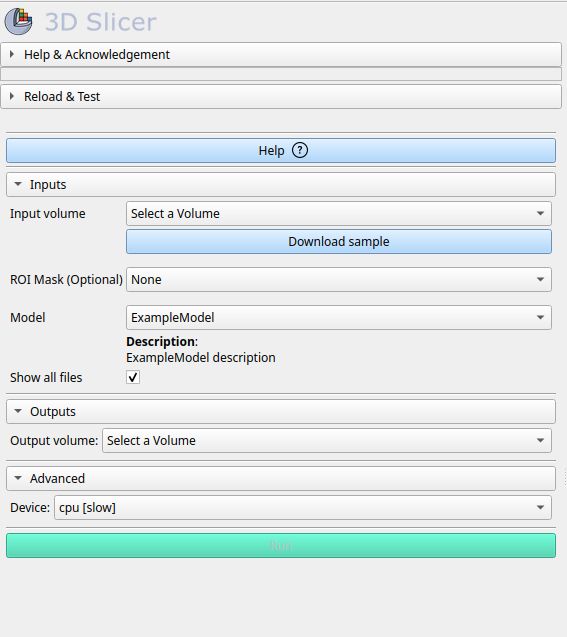 3D Slicer
Help & Acknowledgement
Reload & Test
Help ?
Inputs
Input volume Select a Volume
Download sample
ROI Mask (Optional) None
Model ExampleModel
Description:
ExampleModel description
Show all files
Outputs
Output volume: Select a Volume
Advanced
Device: cpu [slow]
Run